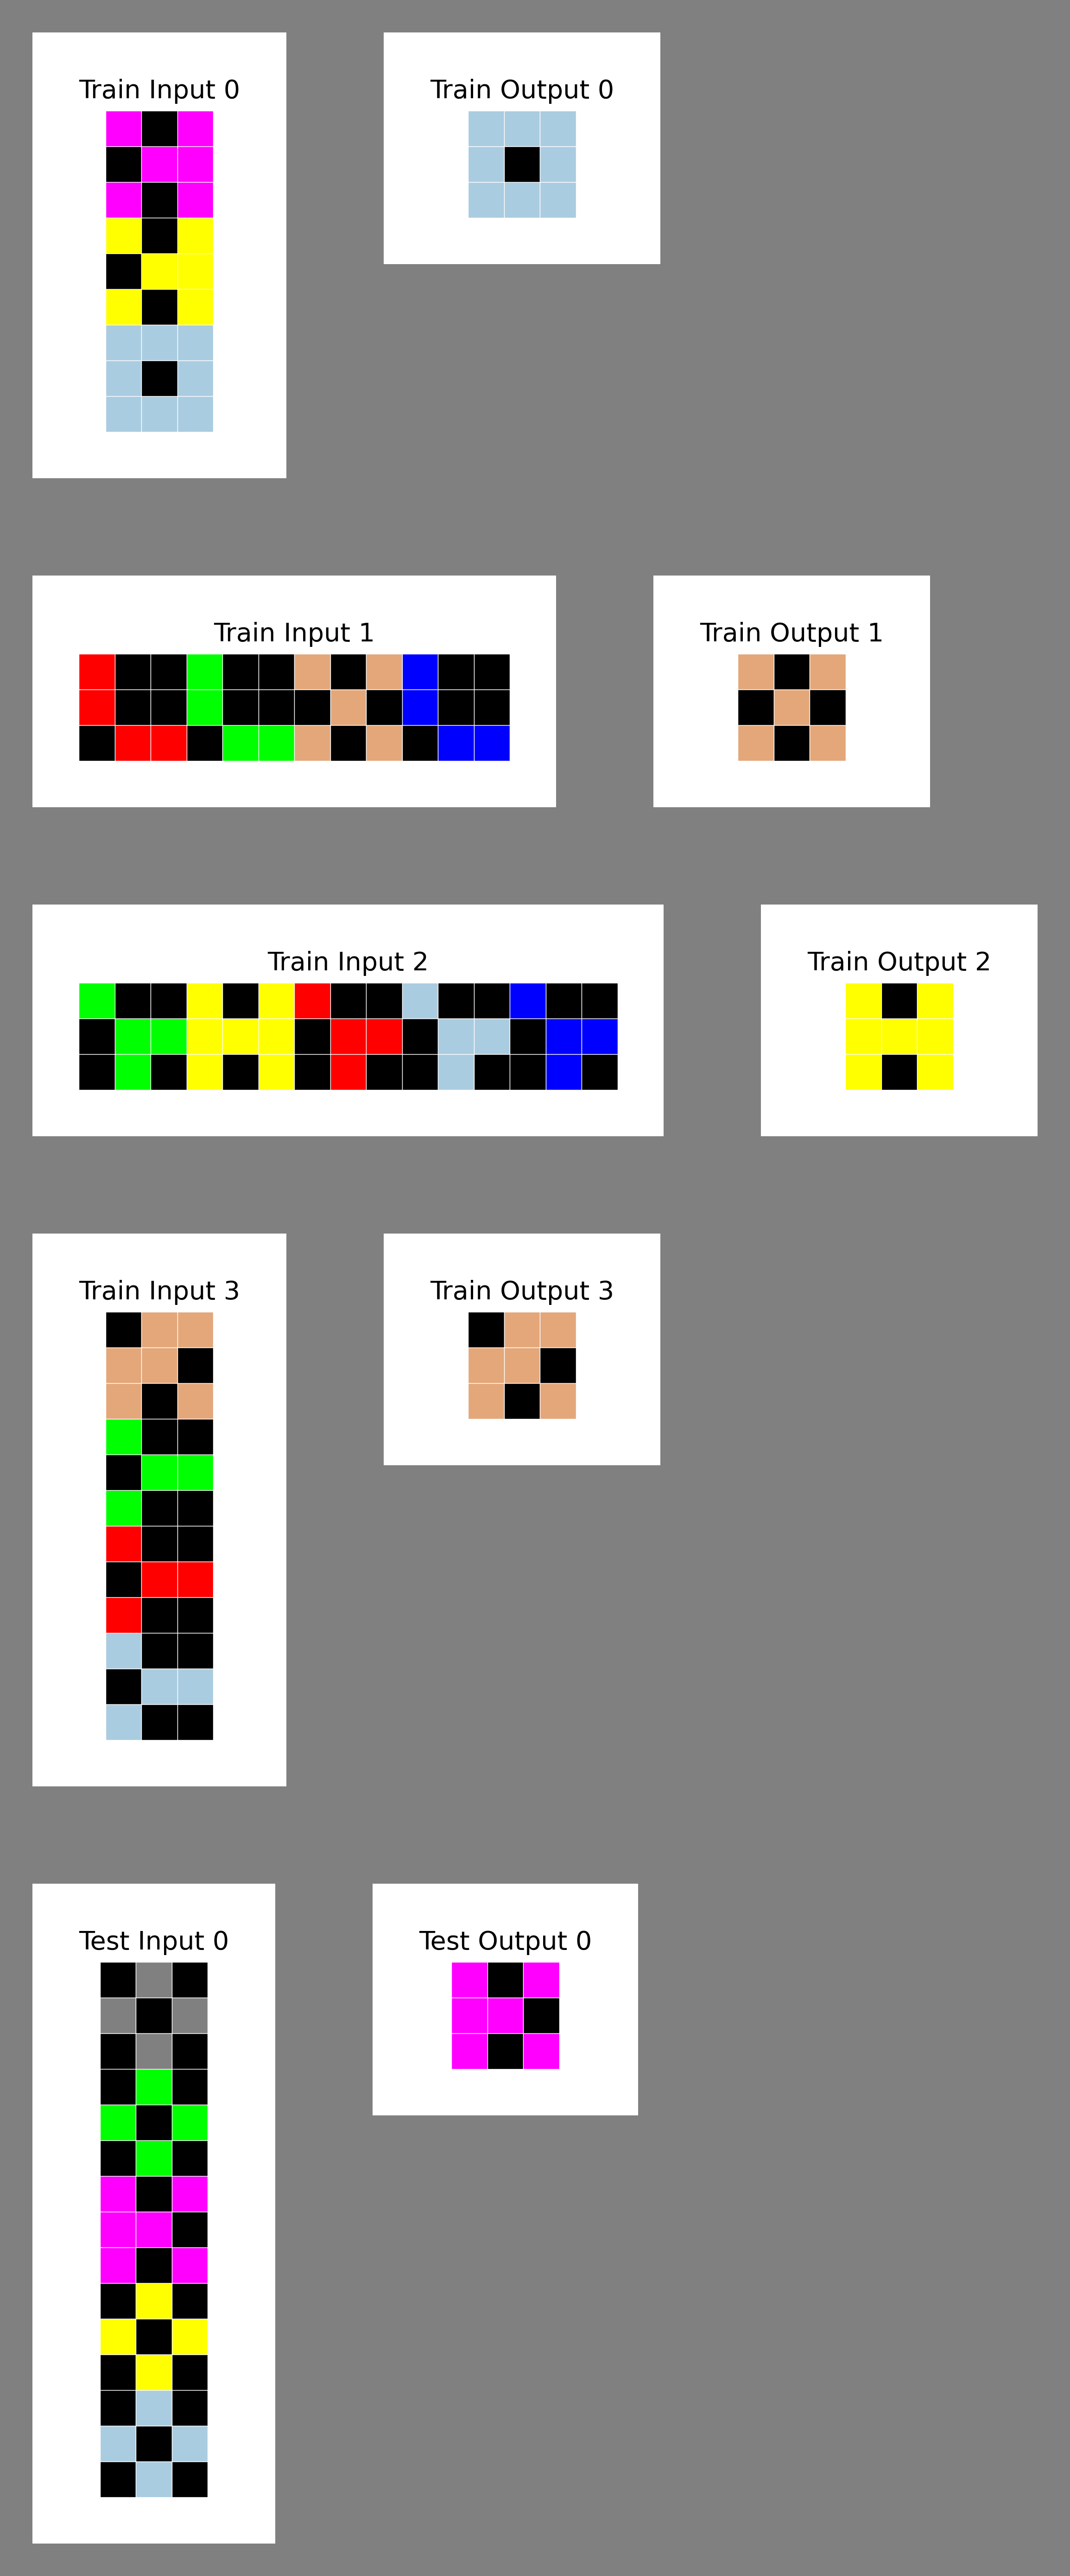 Train Input 0
Train Output 0
Train Input 1
Train Output 1
Train Input 2
Train Output 2
Train Input 3
Train Output 3
Test Input 0
Test Output 0